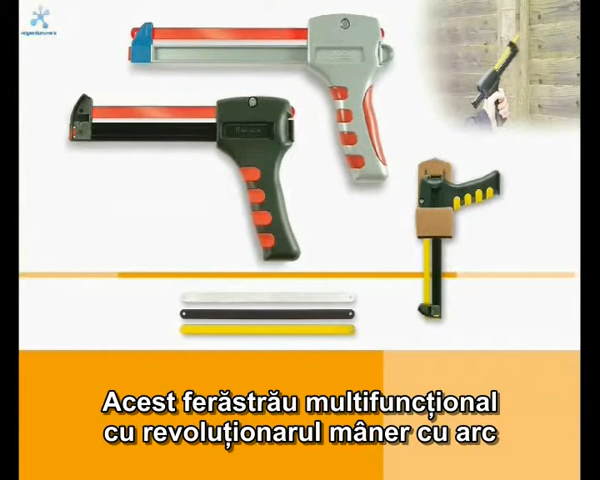 Acest ferăstrău multifuncțional
cu revoluționarul mâner cu arc